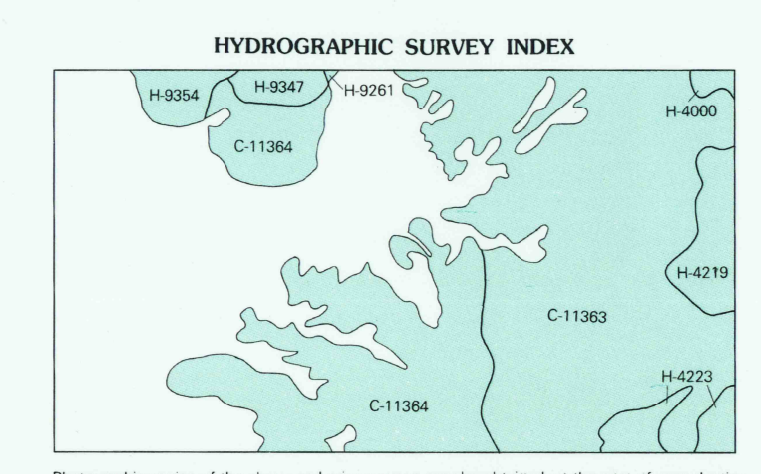 HYDROGRAPHIC SURVEY INDEX
H-9354
H-9347
H-9261
H-4000
C-11364
H-4219
C-11363
H-4223
C-11364